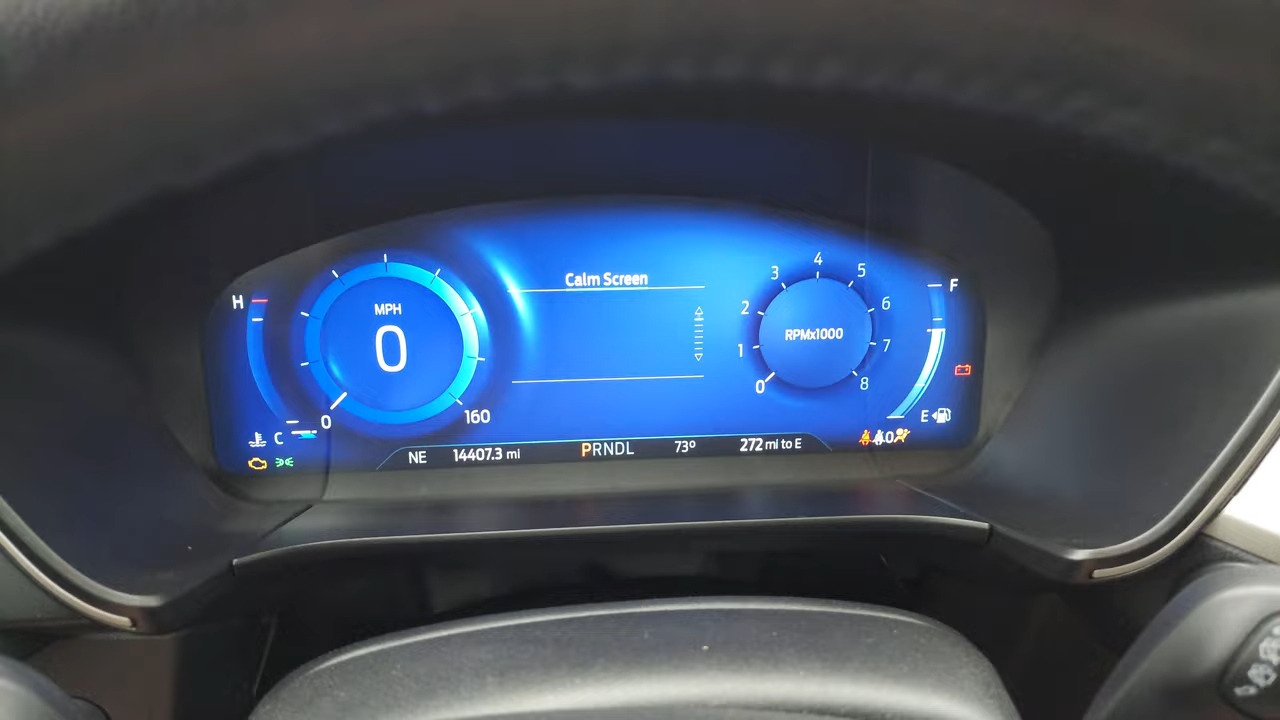 Calm Screen
H
MPH
0
0
160
C
RPMx1000
0
1
2
3
4
5
6
7
8
F
E
NE
14407.3 mi
PRNDL
73°
272 mi to E